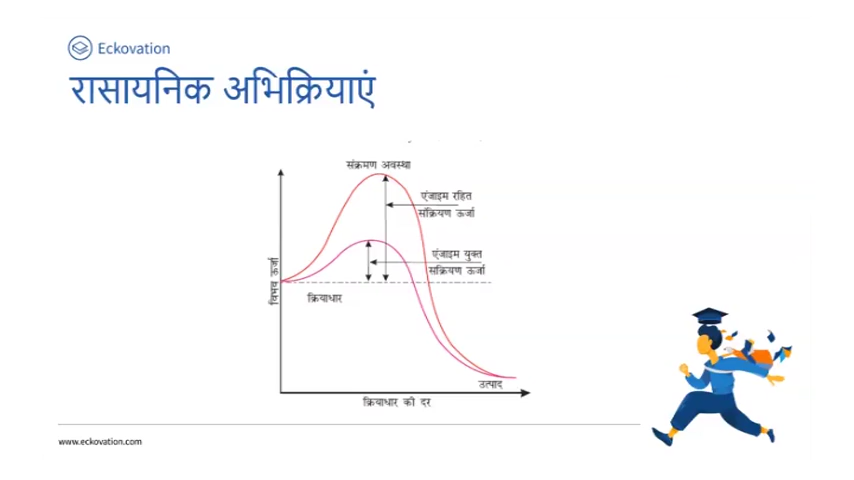 Eckovation
रासायनिक अभिक्रियाएं
संक्रमण अवस्था
एंजाइम रहित
संक्रियण ऊर्जा
एंजाइम युक्त
सक्रियण ऊर्जा
विभव ऊर्जा
क्रियाधार
उत्पाद
क्रियाधार की दर
www.eckovation.com